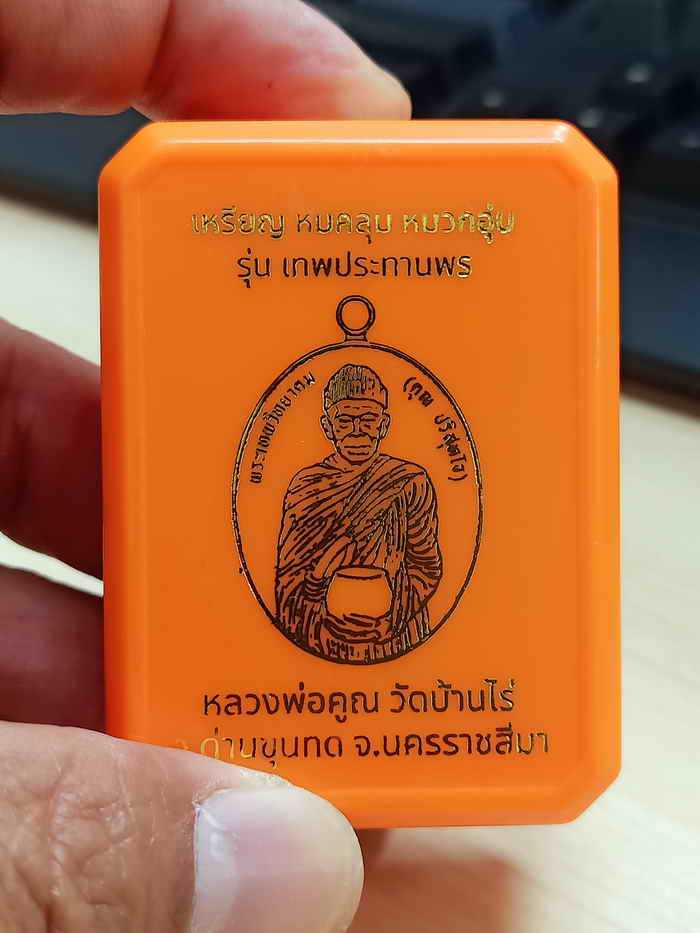 เหรียญ หมคลุม หมวกอุ่ม
รุ่น เทพประทานพร
พระเทพวิทยาคม
(คูณ ปริสุทโธ)
หลวงพ่อคูณ วัดบ้านไร่
ด่านขุนทด จ.นครราชสีมา